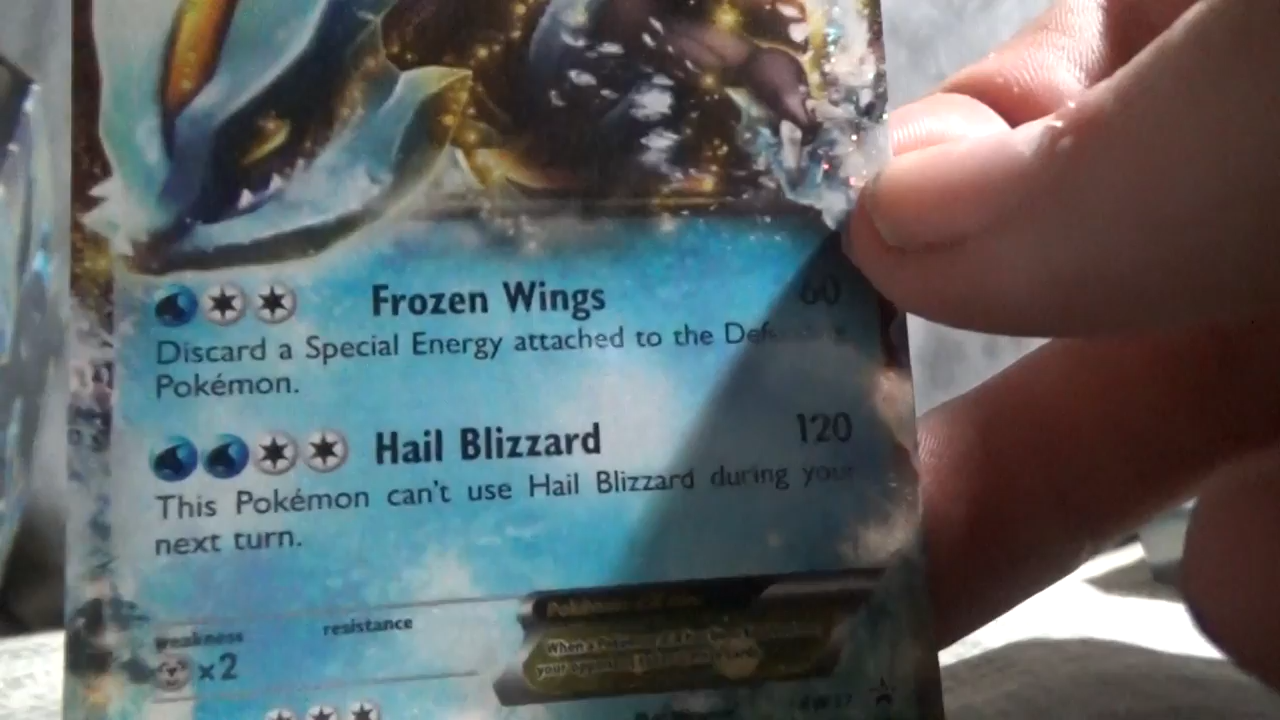 Frozen Wings 60
Discard a Special Energy attached to the
Pokémon.
Hail Blizzard 120
This Pokémon can't use Hail Blizzard during your
next turn.
weakness resistance
×2